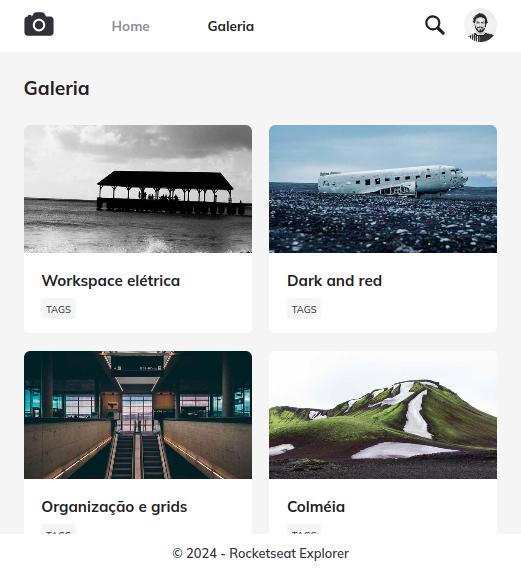 Home Galeria
Galeria
Workspace elétrica
TAGS
Dark and red
TAGS
Organização e grids
TAGS
Colméia
TAGS
© 2024 - Rocketseat Explorer